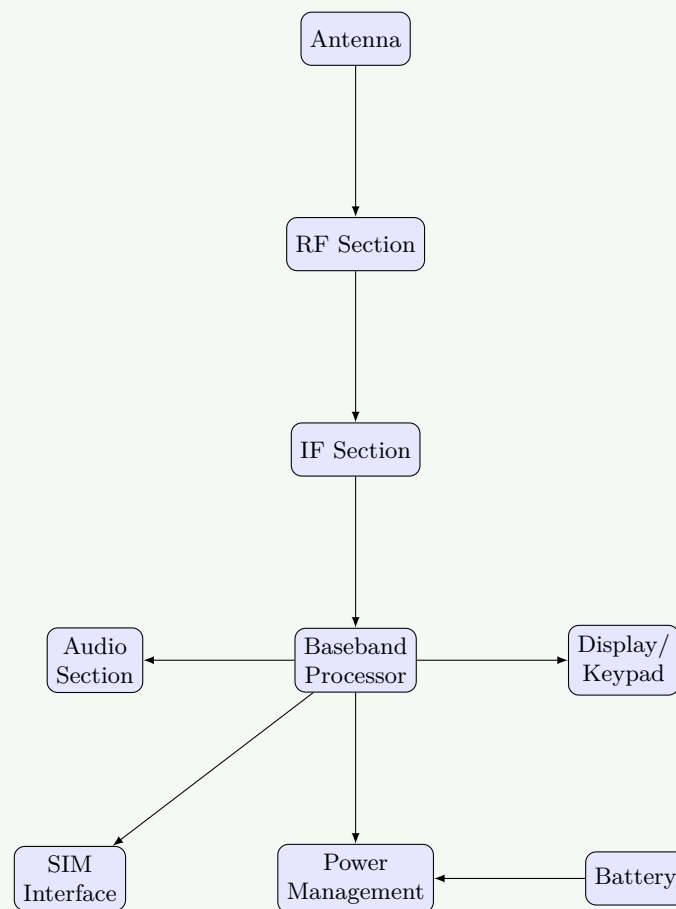 Antenna
RF Section
IF Section
Audio
Section
Baseband
Processor
Display/
Keypad
SIM
Interface
Power
Management
Battery